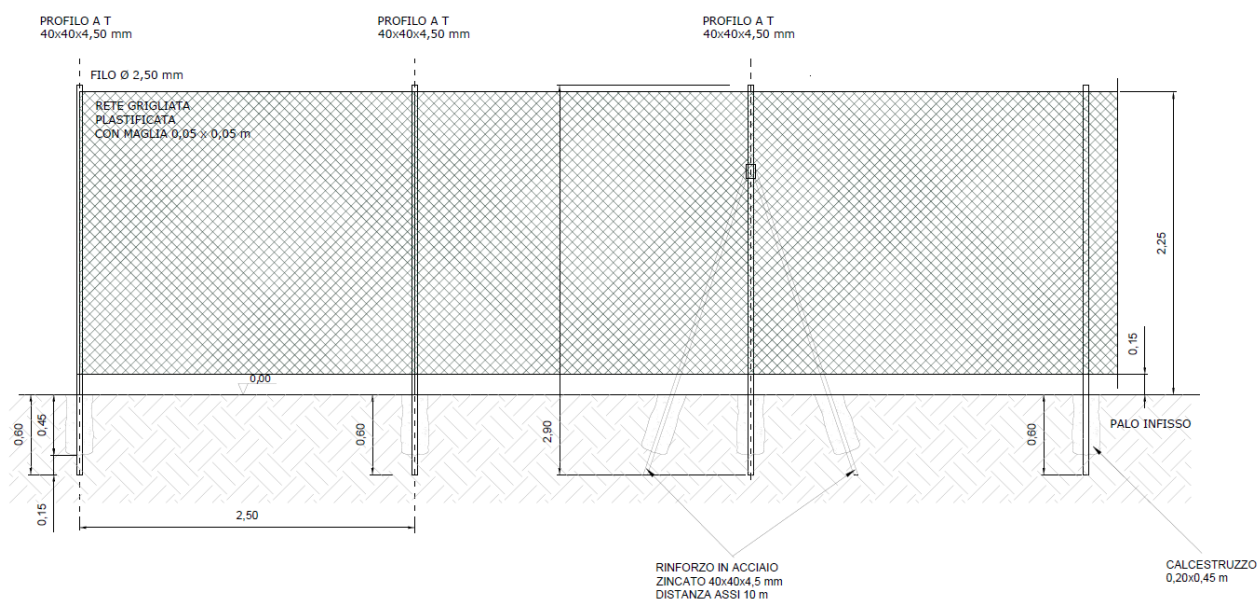 PROFILO A T
40x40x4,50 mm
PROFILO A T
40x40x4,50 mm
PROFILO A T
40x40x4,50 mm
FILO Ø 2,50 mm
RETE GRIGLIATA
PLASTIFICATA
CON MAGLIA 0,05 x 0,05 m
2,25
0,15
0,00
0,60
0,45
0,60
2,90
0,60
PALO INFISSO
0,15
2,50
RINFORZO IN ACCIAIO
ZINCATO 40x40x4,5 mm
DISTANZA ASSI 10 m
CALCESTRUZZO
0,20x0,45 m